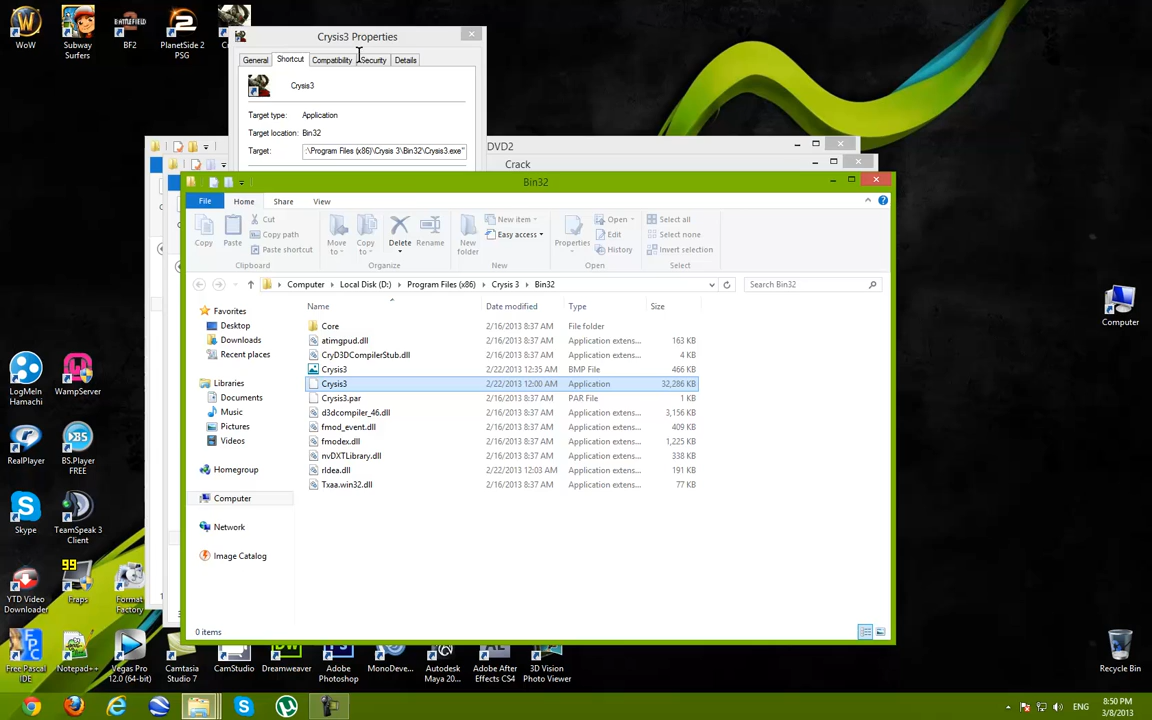 WoW
Subway
Surfers
BATTLEFIELD
BF2
PlanetSide 2
PSG
Crysis3 Properties
General
Shortcut
Compatibility
Security
Details
Crysis3
Target type:
Application
Target location:
Bin32
Target:
:\Program Files (x86)\Crysis 3\Bin32\Crysis3.exe"
DVD2
Crack
Bin32
File
Home
Share
View
Copy
Paste
Cut
Copy path
Paste shortcut
Clipboard
Move
to
Copy
to
Delete
Rename
Organize
New
folder
New item
Easy access
New
Properties
Open
Edit
History
Open
Select all
Select none
Invert selection
Select
Computer
Local Disk (D:)
Program Files (x86)
Crysis 3
Bin32
Search Bin32
Name
Date modified
Type
Size
Core 2/16/2013 8:37 AM File folder
atimgpud.dll 2/16/2013 8:37 AM Application extens... 163 KB
CryD3DCompilerStub.dll 2/16/2013 8:37 AM Application extens... 4 KB
Crysis3 2/22/2013 12:35 AM BMP File 466 KB
Crysis3 2/22/2013 12:00 AM Application 32,286 KB
Crysis3.par 2/16/2013 8:37 AM PAR File 1 KB
d3dcompiler_46.dll 2/16/2013 8:37 AM Application extens... 3,156 KB
fmod_event.dll 2/16/2013 8:37 AM Application extens... 409 KB
fmodex.dll 2/16/2013 8:37 AM Application extens... 1,225 KB
nvDXTLibrary.dll 2/16/2013 8:37 AM Application extens... 338 KB
rldea.dll 2/22/2013 12:03 AM Application extens... 191 KB
Txaa.win32.dll 2/16/2013 8:37 AM Application extens... 77 KB
Favorites
Desktop
Downloads
Recent places
Libraries
Documents
Music
Pictures
Videos
Homegroup
Computer
Network
Image Catalog
0 items
LogMeIn
Hamachi
WampServer
RealPlayer
BS.Player
FREE
Skype
TeamSpeak 3
Client
99
YTD Video
Downloader
Fraps
Format
Factory
FPC
Free Pascal
IDE
Notepad++
Vegas Pro
12.0 (64-bit)
Camtasia
Studio 7
CamStudio
DW
Dreamweaver
Adobe
Photoshop
MonoDeve...
Autodesk
Maya 20...
Adobe After
Effects CS4
3D Vision
Photo Viewer
Computer
Recycle Bin
ENG
8:50 PM
3/8/2013